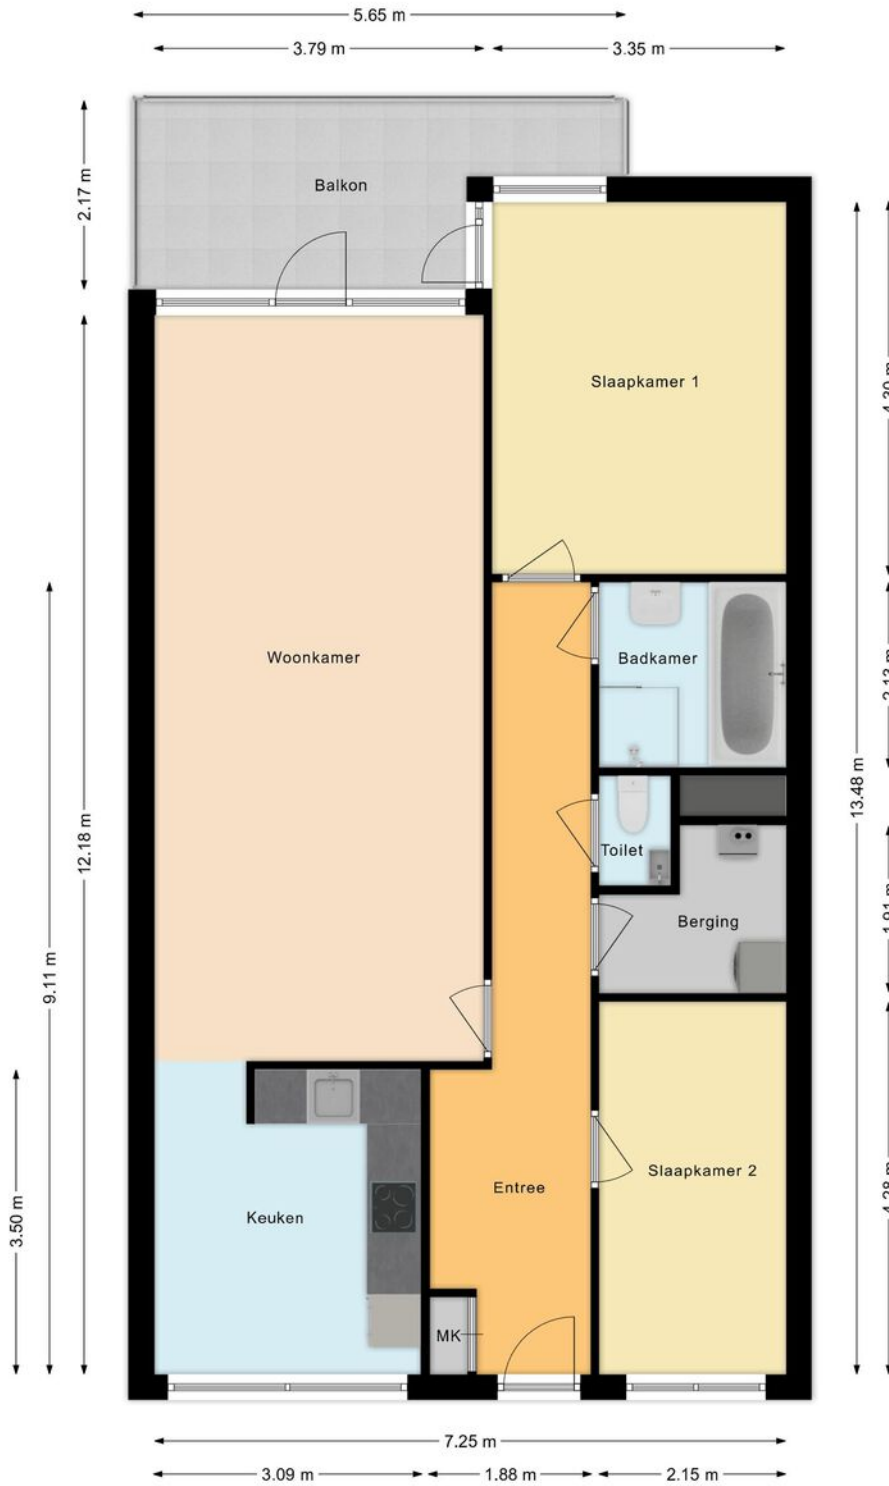 5.65 m
3.79 m
3.35 m
2.17 m
Balkon
Slaapkamer 1
Woonkamer
Badkamer
13.48 m
12.18 m
Toilet
Berging
9.11 m
Slaapkamer 2
Entree
Keuken
3.50 m
MK
7.25 m
3.09 m
1.88 m
2.15 m